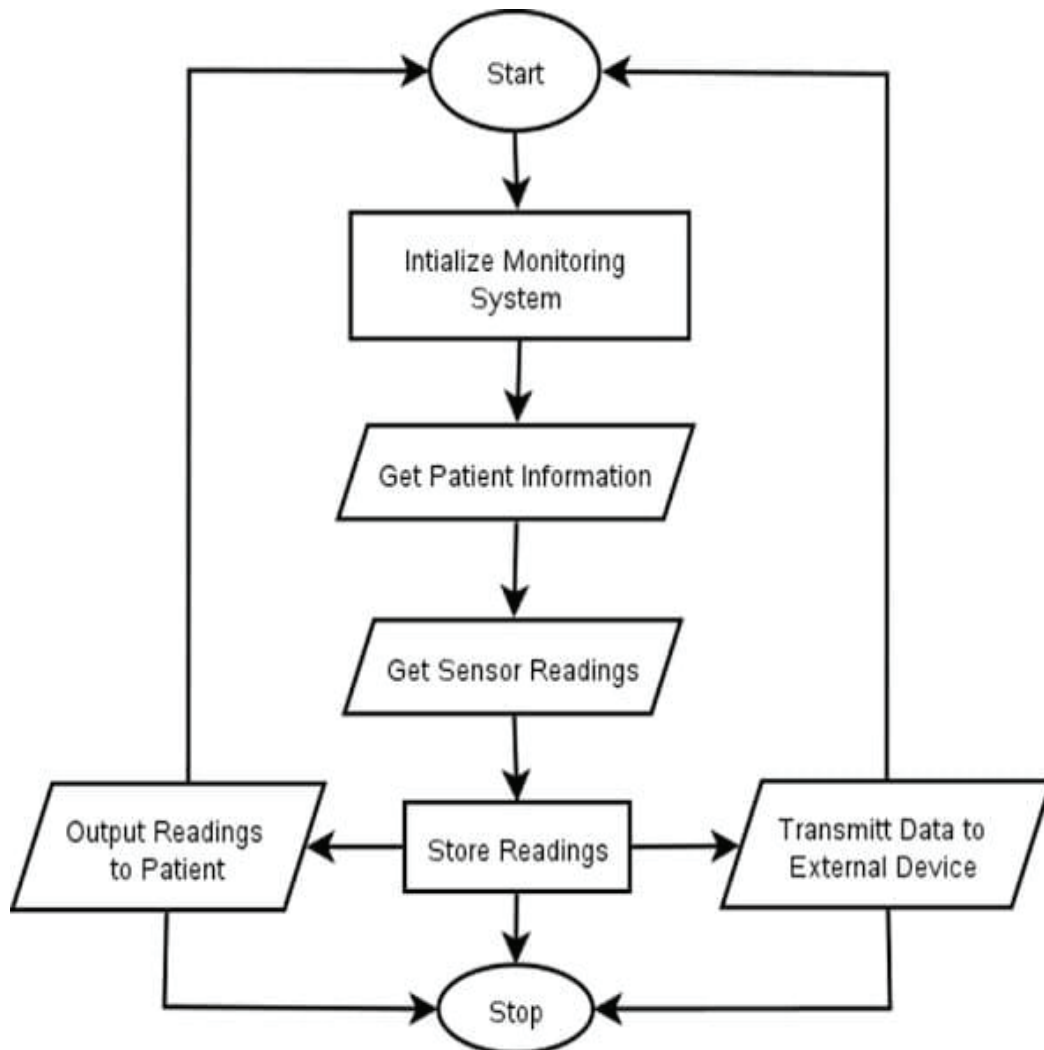 Start
Intialize Monitoring
System
Get Patient Information
Get Sensor Readings
Output Readings
to Patient
Store Readings
Transmitt Data to
External Device
Stop